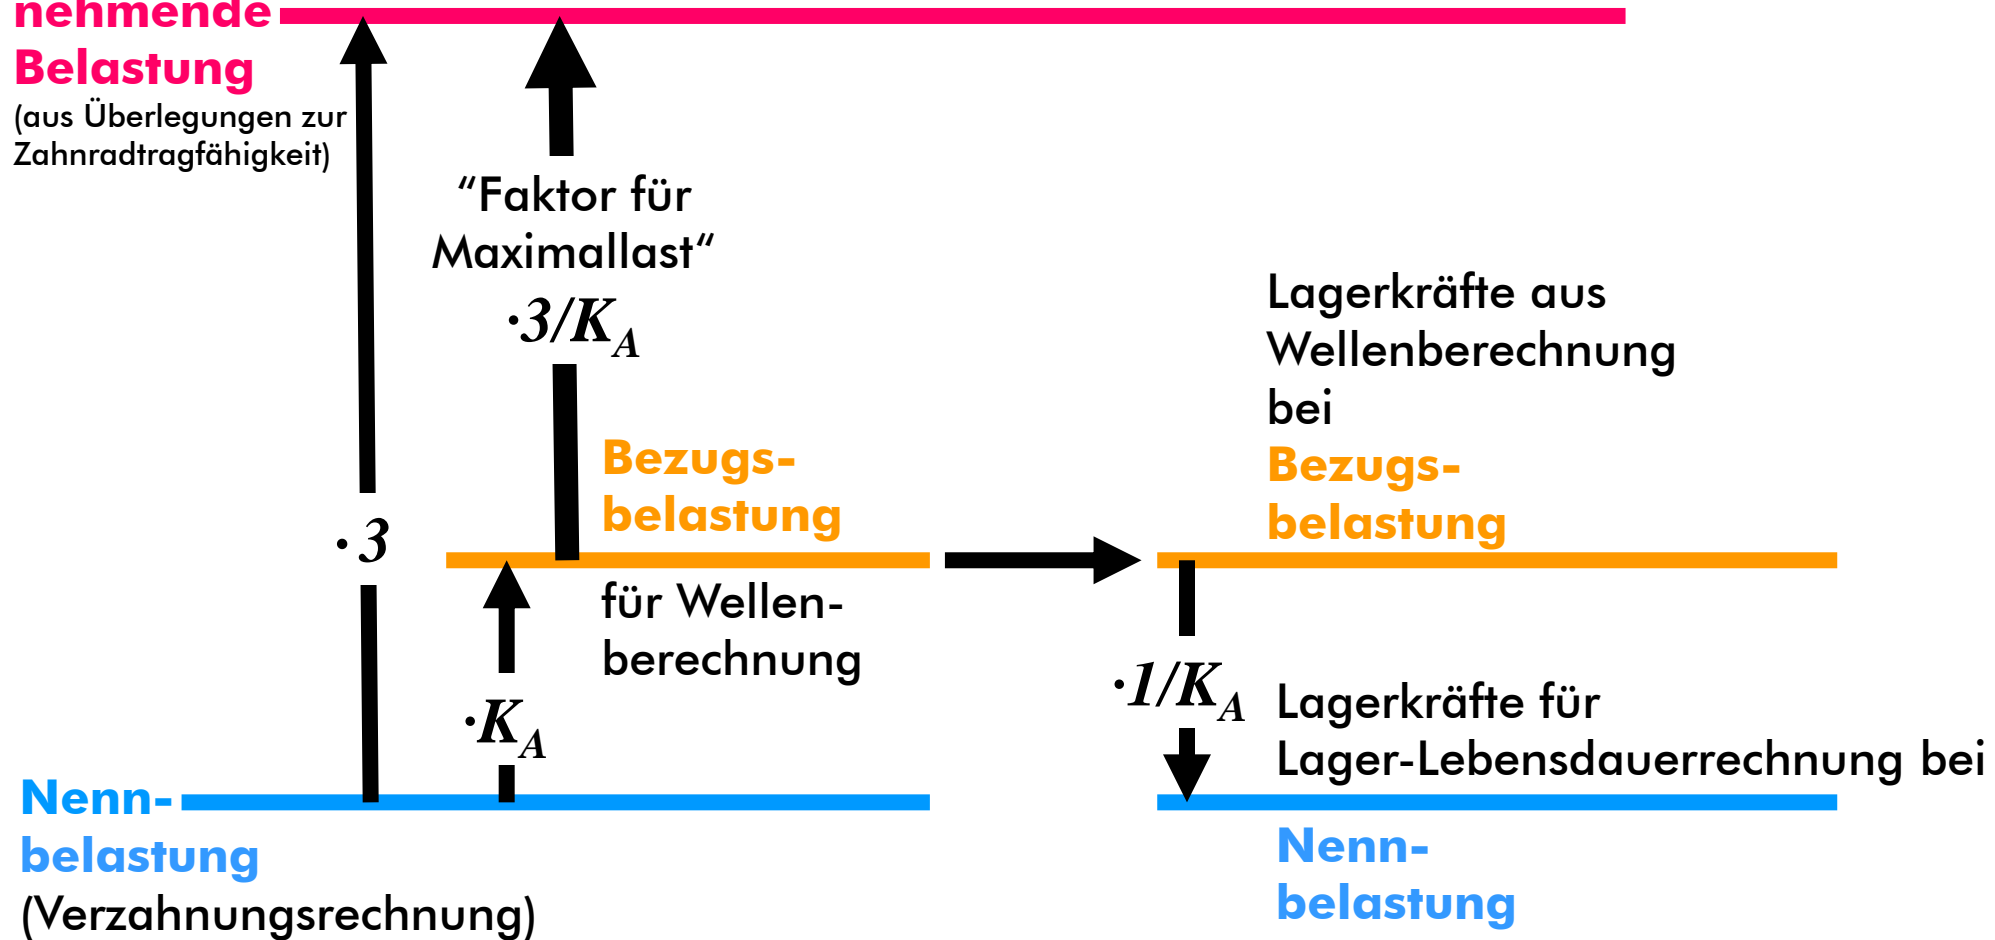 nehmende
Belastung
(aus Überlegungen zur
Zahnradtragfähigkeit)
“Faktor für
Maximallast“
·3/K_A
Bezugs-
belastung
für Wellen-
berechnung
· 3
·K_A
Nenn-
belastung
(Verzahnungsrechnung)
Lagerkräfte aus
Wellenberechnung
bei
Bezugs-
belastung
·1/K_A
Lagerkräfte für
Lager-Lebensdauerrechnung bei
Nenn-
belastung